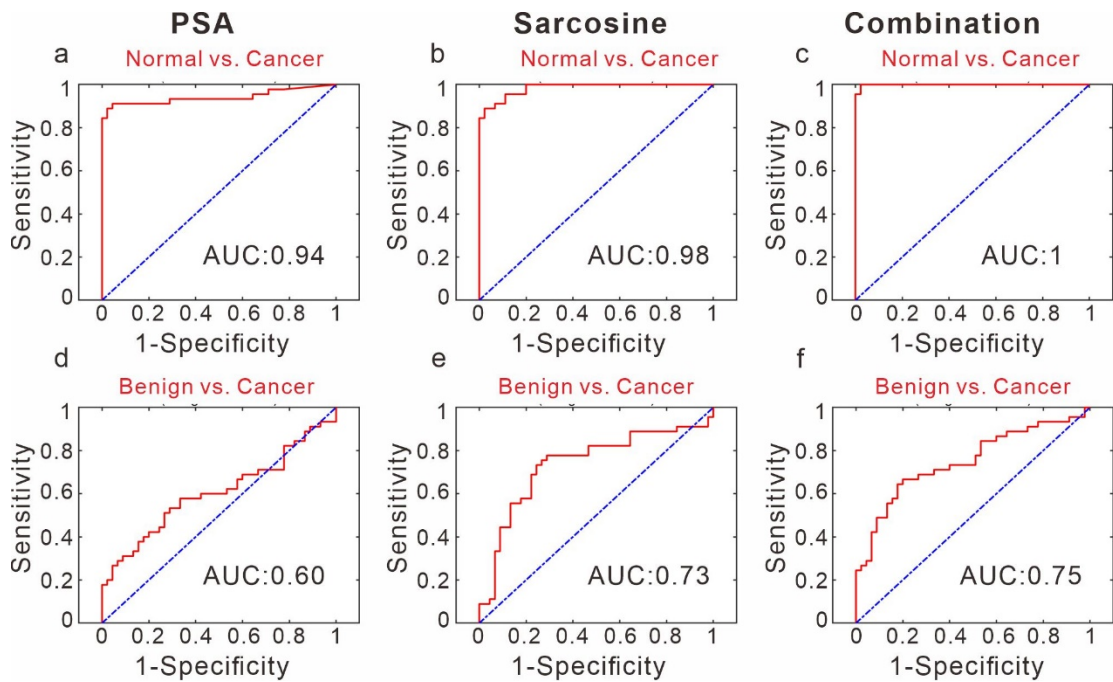 PSA
Sarcosine
Combination
a
Normal vs. Cancer
b
Normal vs. Cancer
c
Normal vs. Cancer
Sensitivity
1
0.8
0.6
0.4
0.2
0
AUC:0.94
0 0.2 0.4 0.6 0.8 1
1-Specificity
Sensitivity
1
0.8
0.6
0.4
0.2
0
AUC:0.98
0 0.2 0.4 0.6 0.8 1
1-Specificity
Sensitivity
1
0.8
0.6
0.4
0.2
0
AUC:1
0 0.2 0.4 0.6 0.8 1
1-Specificity
d
Benign vs. Cancer
e
Benign vs. Cancer
f
Benign vs. Cancer
Sensitivity
1
0.8
0.6
0.4
0.2
0
AUC:0.60
0 0.2 0.4 0.6 0.8 1
1-Specificity
Sensitivity
1
0.8
0.6
0.4
0.2
0
AUC:0.73
0 0.2 0.4 0.6 0.8 1
1-Specificity
Sensitivity
1
0.8
0.6
0.4
0.2
0
AUC:0.75
0 0.2 0.4 0.6 0.8 1
1-Specificity